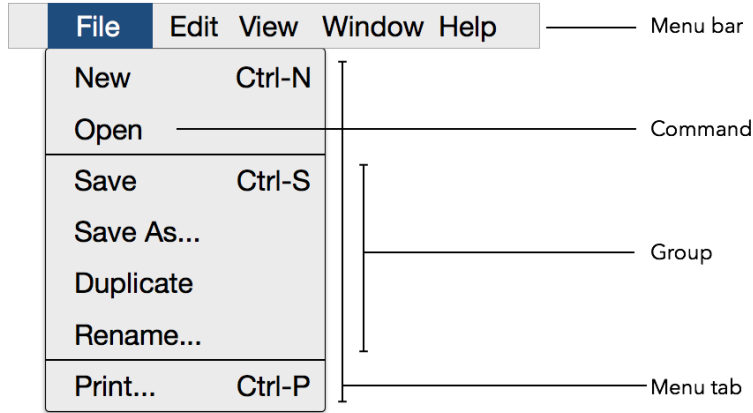 File Edit View Window Help Menu bar
New Ctrl-N
Open Command
Save Ctrl-S
Save As...
Duplicate Group
Rename...
Print... Ctrl-P Menu tab